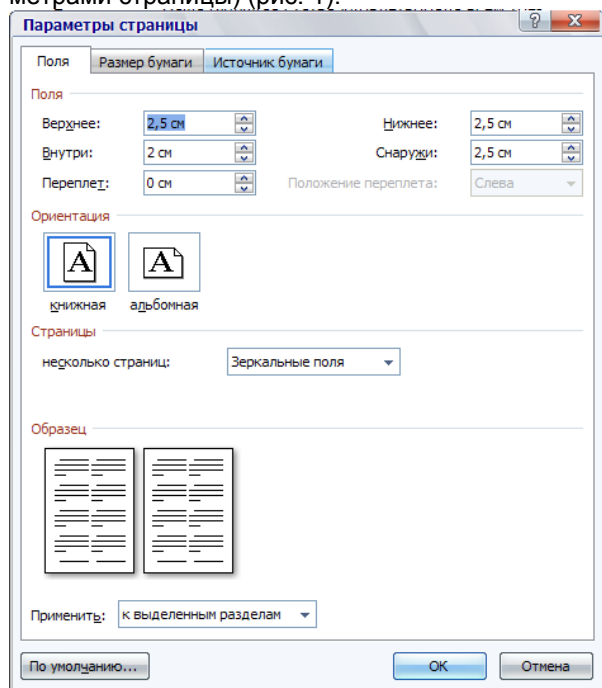 метрами страницы) (рис. 1).
Параметры страницы
Поля Размер бумаги Источник бумаги
Поля
Верхнее: 2,5 см Нижнее: 2,5 см
Внутри: 2 см Снаружи: 2,5 см
Переплет: 0 см Положение переплета: Слева
Ориентация
A A
книжная альбомная
Страницы
несколько страниц: Зеркальные поля
Образец
Применить: к выделенным разделам
По умолчанию... ОК Отмена